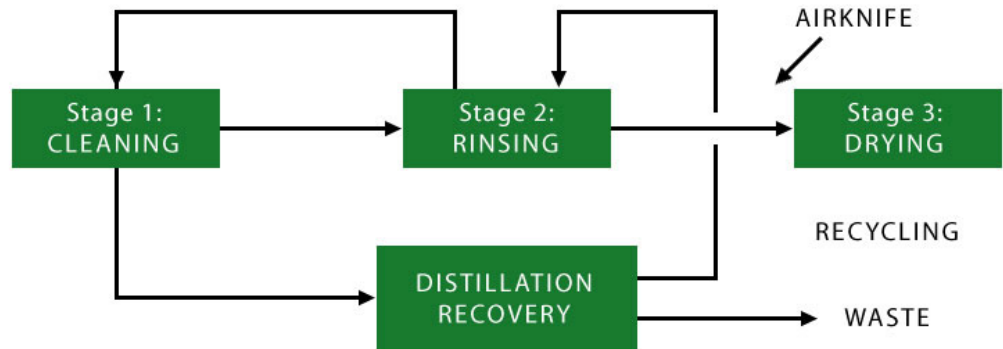 AIRKNIFE
Stage 1:
CLEANING
Stage 2:
RINSING
Stage 3:
DRYING
RECYCLING
DISTILLATION
RECOVERY
WASTE